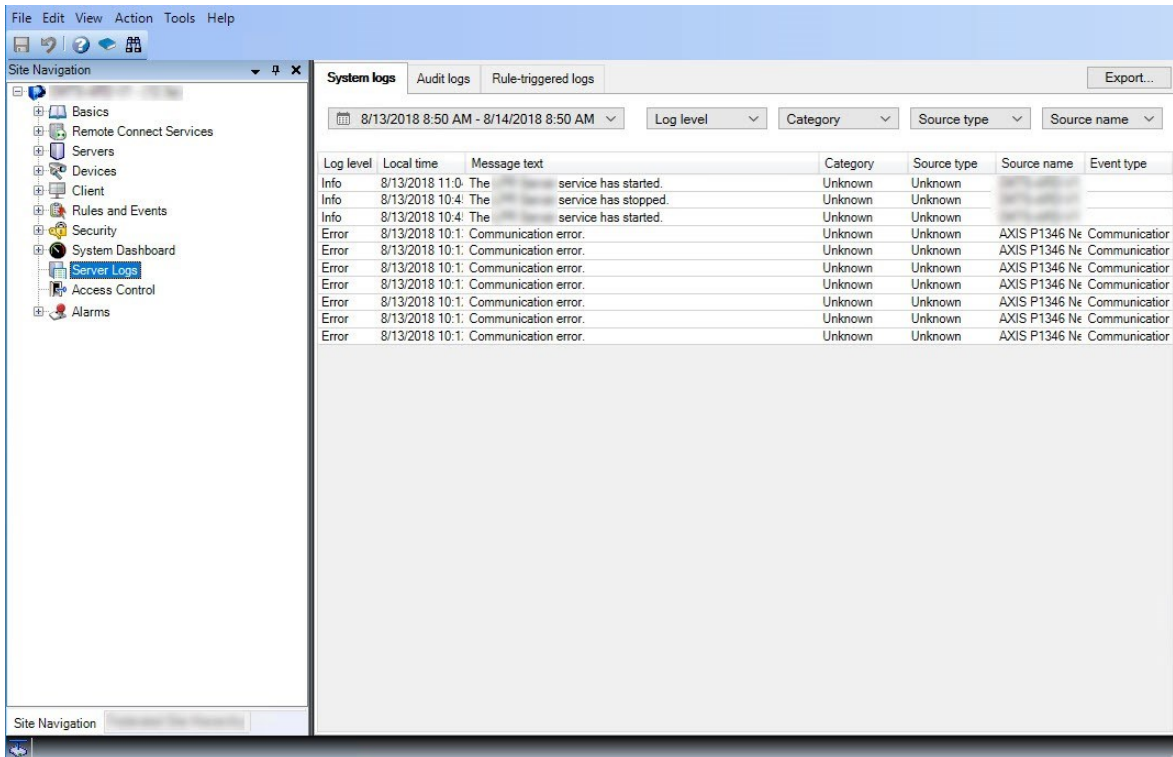 File Edit View Action Tools Help
Site Navigation
Basics
Remote Connect Services
Servers
Devices
Client
Rules and Events
Security
System Dashboard
Server Logs
Access Control
Alarms
Site Navigation
System logs Audit logs Rule-triggered logs Export...
8/13/2018 8:50 AM - 8/14/2018 8:50 AM Log level Category Source type Source name
Log level Local time Message text Category Source type Source name Event type
Info 8/13/2018 11:0 The service has started. Unknown Unknown
Info 8/13/2018 10:4 The service has stopped. Unknown Unknown
Info 8/13/2018 10:4 The service has started. Unknown Unknown
Error 8/13/2018 10:1 Communication error. Unknown Unknown AXIS P1346 Ne Communication
Error 8/13/2018 10:1 Communication error. Unknown Unknown AXIS P1346 Ne Communication
Error 8/13/2018 10:1 Communication error. Unknown Unknown AXIS P1346 Ne Communication
Error 8/13/2018 10:1 Communication error. Unknown Unknown AXIS P1346 Ne Communication
Error 8/13/2018 10:1 Communication error. Unknown Unknown AXIS P1346 Ne Communication
Error 8/13/2018 10:1 Communication error. Unknown Unknown AXIS P1346 Ne Communication
Error 8/13/2018 10:1 Communication error. Unknown Unknown AXIS P1346 Ne Communication